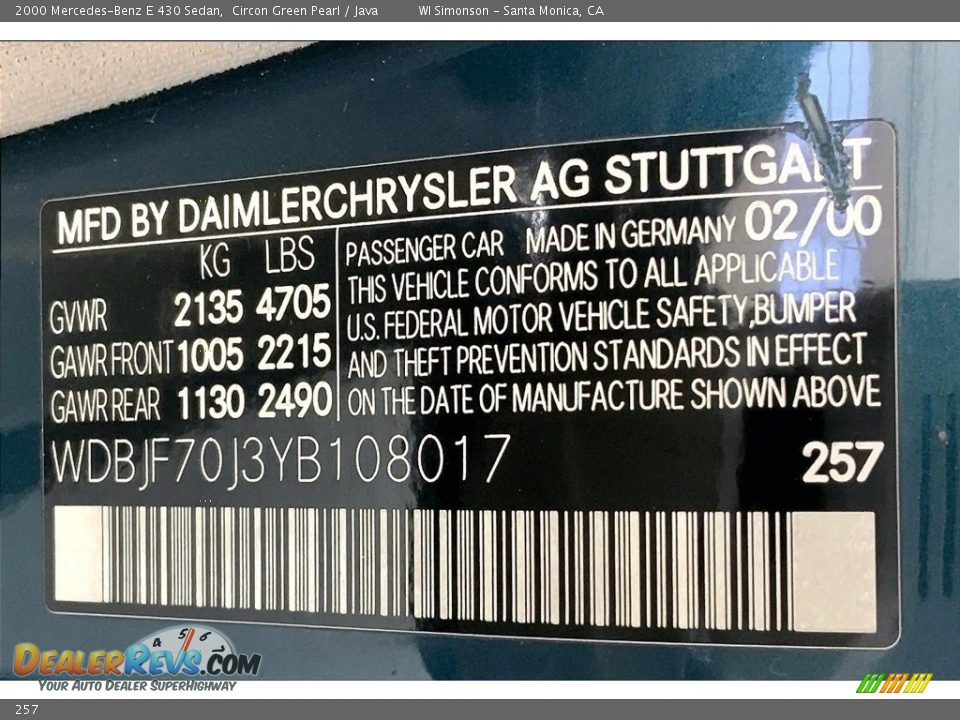 2000 Mercedes-Benz E 430 Sedan, Circon Green Pearl / Java WI Simonson - Santa Monica, CA
MFD BY DAIMLERCHRYSLER AG STUTTGART
KG LBS
GVWR 2135 4705
GAWR FRONT 1005 2215
GAWR REAR 1130 2490
PASSENGER CAR MADE IN GERMANY 02/00
THIS VEHICLE CONFORMS TO ALL APPLICABLE
U.S. FEDERAL MOTOR VEHICLE SAFETY, BUMPER
AND THEFT PREVENTION STANDARDS IN EFFECT
ON THE DATE OF MANUFACTURE SHOWN ABOVE
WDBJF70J3YB108017 257
4 5 6
DEALERREVS.COM
YOUR AUTO DEALER SUPERHIGHWAY
257